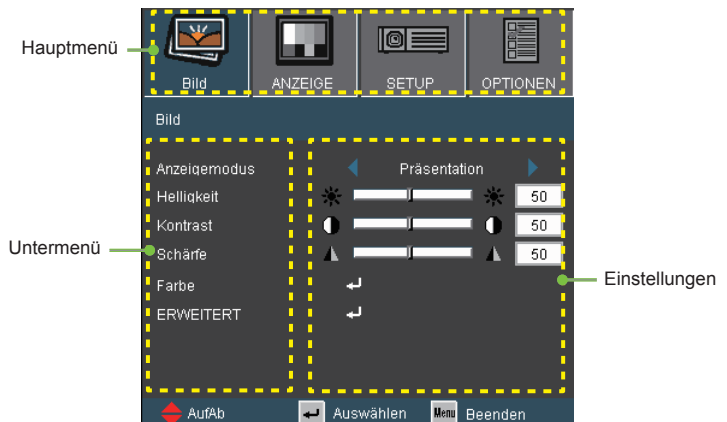 Hauptmenü
Bild ANZEIGE SETUP OPTIONEN
Bild
Anzeigemodus Präsentation
Helligkeit 50
Kontrast 50
Untermenü
Schärfe 50
Einstellungen
Farbe
ERWEITERT
AufAb Auswählen Menu Beenden